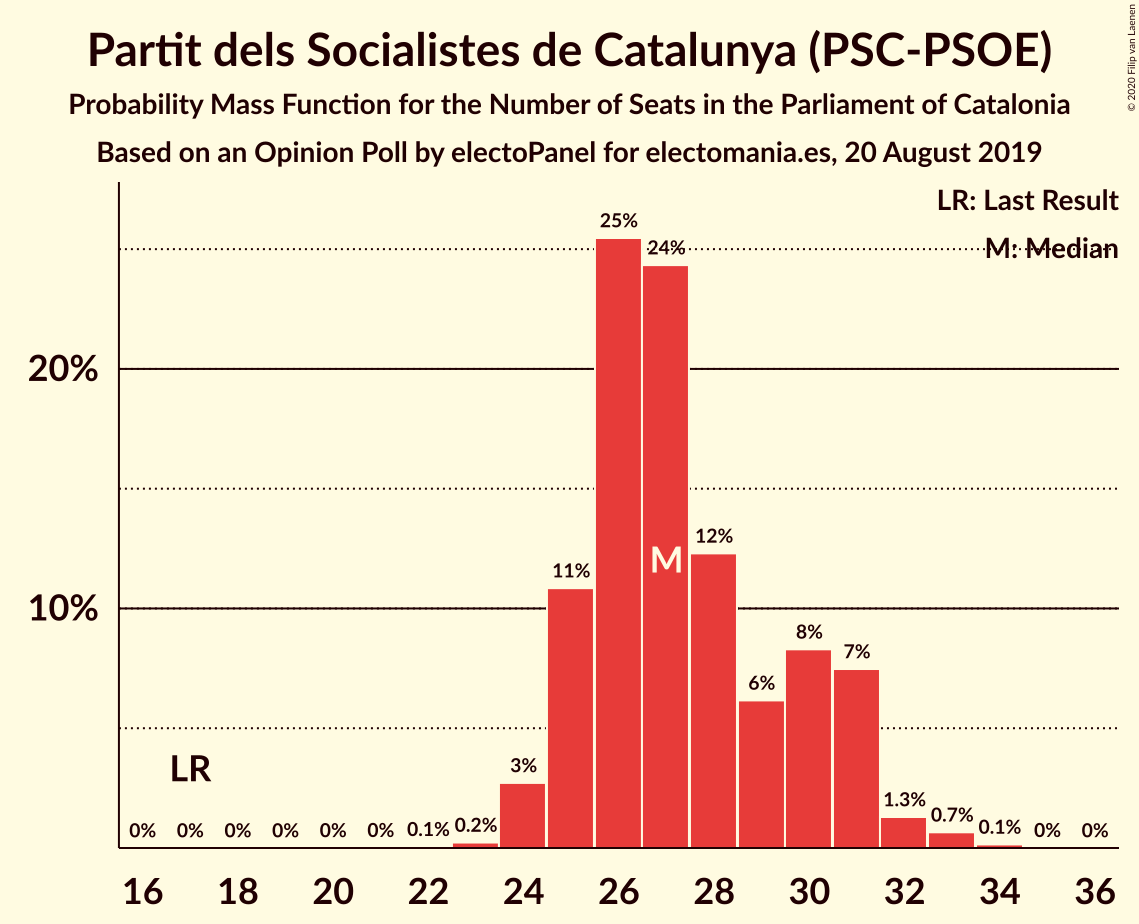 Partit dels Socialistes de Catalunya (PSC-PSOE)
Probability Mass Function for the Number of Seats in the Parliament of Catalonia
Based on an Opinion Poll by electoPanel for electomania.es, 20 August 2019
© 2020 Filip van Laenen
LR: Last Result
M: Median
20%
10%
25%
24%
12%
11%
8%
7%
6%
3%
1.3%
0.7%
0.2%
0.1%
0.1%
0% 0% 0% 0% 0% 0%
0% 0%
LR
M
16 18 20 22 24 26 28 30 32 34 36